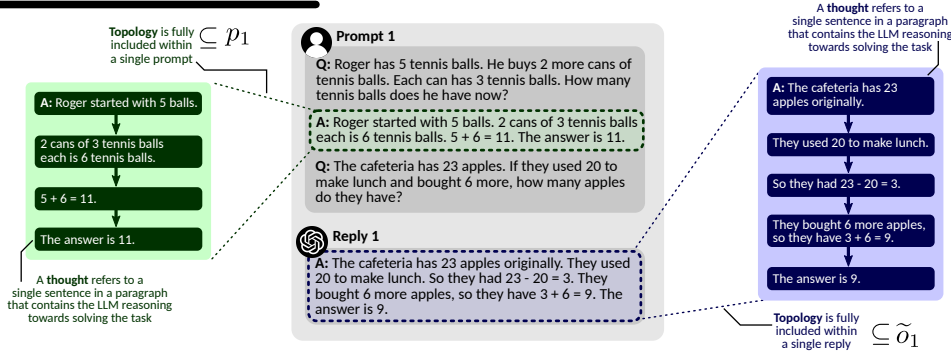 Topology is fully
included within
a single prompt
⊆ p₁
A: Roger started with 5 balls.
2 cans of 3 tennis balls
each is 6 tennis balls.
5 + 6 = 11.
The answer is 11.
A thought refers to a
single sentence in a paragraph
that contains the LLM reasoning
towards solving the task
Prompt 1
Q: Roger has 5 tennis balls. He buys 2 more cans of
tennis balls. Each can has 3 tennis balls. How many
tennis balls does he have now?
A: Roger started with 5 balls. 2 cans of 3 tennis balls
each is 6 tennis balls. 5 + 6 = 11. The answer is 11.
Q: The cafeteria has 23 apples. If they used 20 to
make lunch and bought 6 more, how many apples
do they have?
Reply 1
A: The cafeteria has 23 apples originally. They used
20 to make lunch. So they had 23 - 20 = 3. They
bought 6 more apples, so they have 3 + 6 = 9. The
answer is 9.
A thought refers to a
single sentence in a paragraph
that contains the LLM reasoning
towards solving the task
A: The cafeteria has 23
apples originally.
They used 20 to make lunch.
So they had 23 - 20 = 3.
They bought 6 more apples,
so they have 3 + 6 = 9.
The answer is 9.
Topology is fully
included within
a single reply
⊆ õ₁